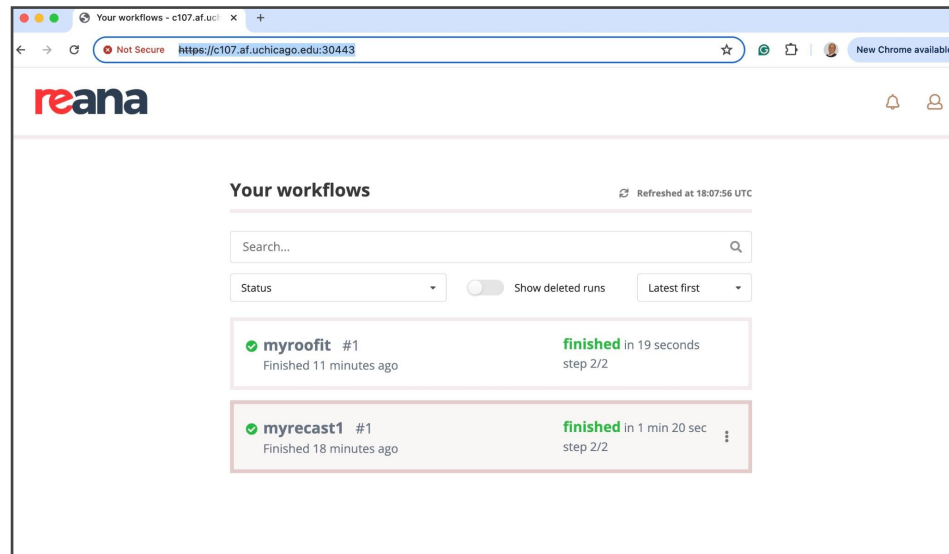 Your workflows - c107.af.uch
Not Secure https://c107.af.uchicago.edu:30443
New Chrome available
reana
Your workflows
Refreshed at 18:07:56 UTC
Search...
Status
Show deleted runs
Latest first
myroofit #1
finished in 19 seconds
Finished 11 minutes ago
step 2/2
myrecast1 #1
finished in 1 min 20 sec
Finished 18 minutes ago
step 2/2